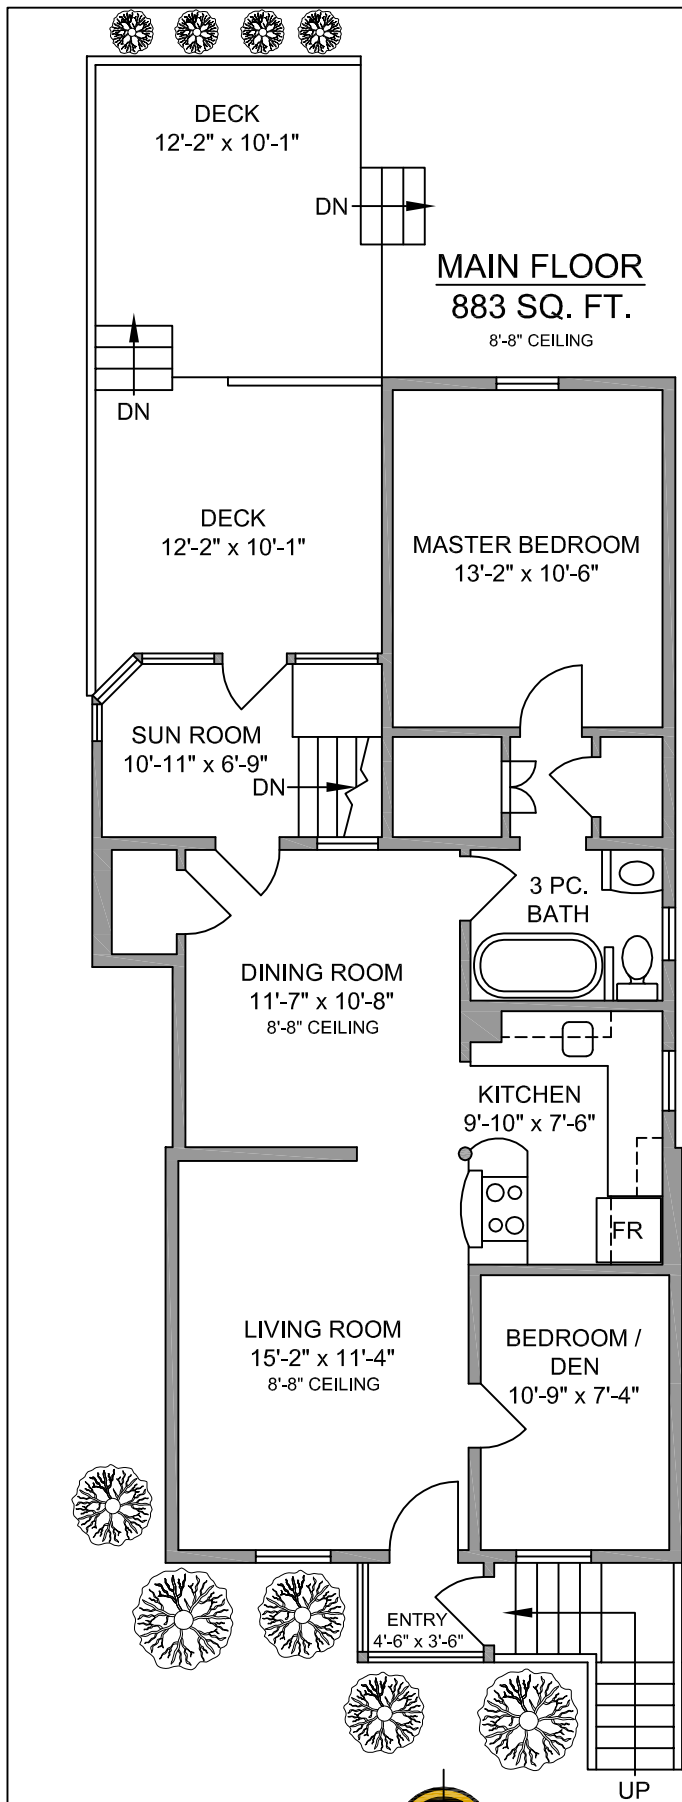 DECK
12'-2" x 10'-1"
DN
MAIN FLOOR
883 SQ. FT.
8'-8" CEILING
DN
DECK
12'-2" x 10'-1"
MASTER BEDROOM
13'-2" x 10'-6"
SUN ROOM
10'-11" x 6'-9"
DN
3 PC.
BATH
DINING ROOM
11'-7" x 10'-8"
8'-8" CEILING
KITCHEN
9'-10" x 7'-6"
FR
LIVING ROOM
15'-2" x 11'-4"
8'-8" CEILING
BEDROOM /
DEN
10'-9" x 7'-4"
ENTRY
4'-6" x 3'-6"
UP